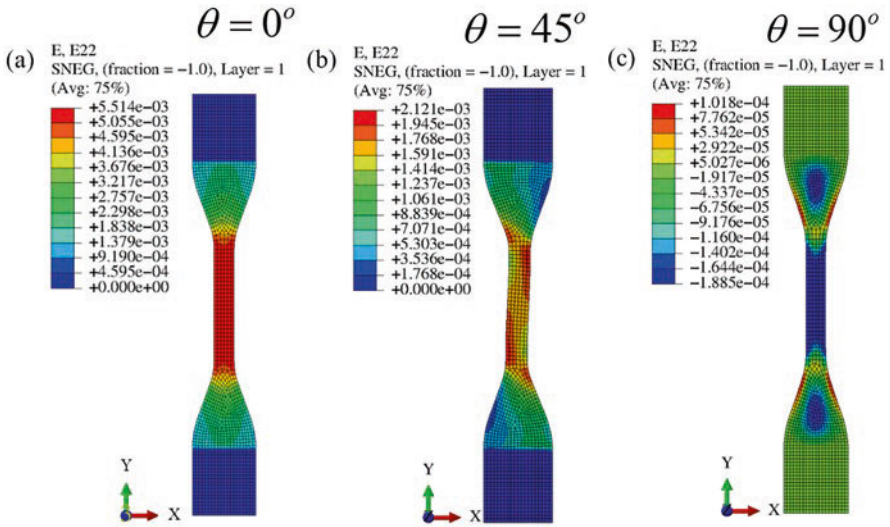 θ = 0°
(a)
E, E22
SNEG, (fraction = −1.0), Layer = 1
(Avg: 75%)
+5.514e−03
+5.055e−03
+4.595e−03
+4.136e−03
+3.676e−03
+3.217e−03
+2.757e−03
+2.298e−03
+1.838e−03
+1.379e−03
+9.190e−04
+4.595e−04
+0.000e+00
Y
X
θ = 45°
(b)
E, E22
SNEG, (fraction = −1.0), Layer = 1
(Avg: 75%)
+2.121e−03
+1.945e−03
+1.768e−03
+1.591e−03
+1.414e−03
+1.237e−03
+1.061e−03
+8.839e−04
+7.071e−04
+5.303e−04
+3.536e−04
+1.768e−04
+0.000e+00
Y
X
θ = 90°
(c)
E, E22
SNEG, (fraction = −1.0), Layer = 1
(Avg: 75%)
+1.018e−04
+7.762e−05
+5.342e−05
+2.922e−05
+5.027e−06
−1.917e−05
−4.337e−05
−6.756e−05
−9.176e−05
−1.160e−04
−1.402e−04
−1.644e−04
−1.885e−04
Y
X